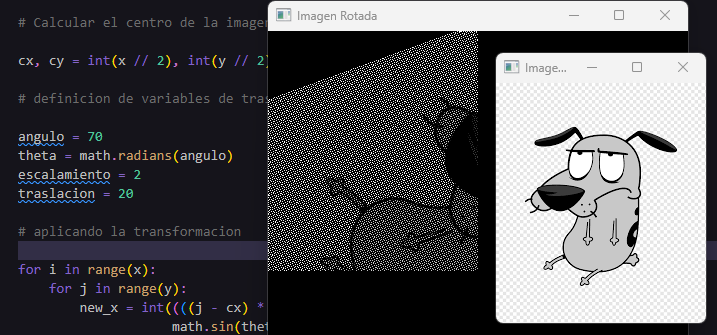 # Calcular el centro de la imagen
Imagen Rotada
cx, cy = int(x // 2), int(y // 2)
Image...
# definicion de variables de tra
angulo = 70
theta = math.radians(angulo)
escalamiento = 2
traslacion = 20
# aplicando la transformacion
for i in range(x):
for j in range(y):
new_x = int((((j - cx) *
math.sin(thet